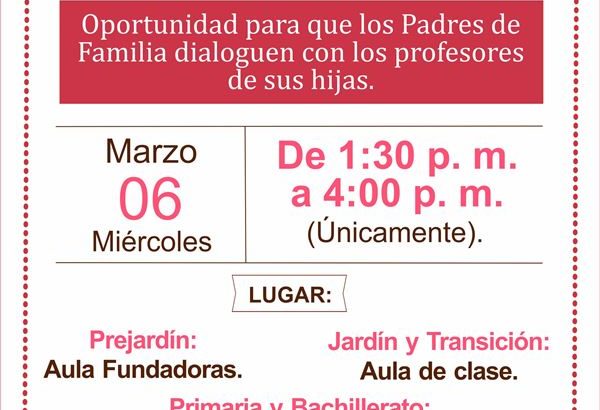 Oportunidad para que los Padres de
Familia dialoguen con los profesores
de sus hijas.
Marzo
06
Miércoles
De 1:30 p. m.
a 4:00 p. m.
(Únicamente).
LUGAR:
Prejardín:
Aula Fundadoras.
Jardín y Transición:
Aula de clase.
Primaria y Bachillerato: